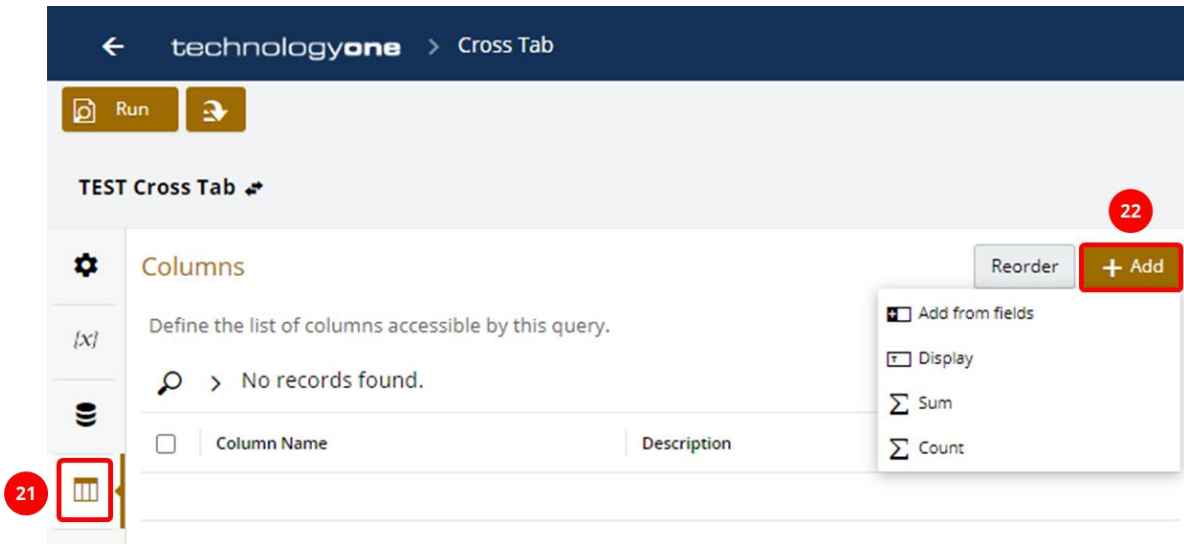 technologyone > Cross Tab
Run
TEST Cross Tab
22
Columns
Reorder
+ Add
Define the list of columns accessible by this query.
Add from fields
{x}
Display
> No records found.
Sum
Column Name
Description
Count
21